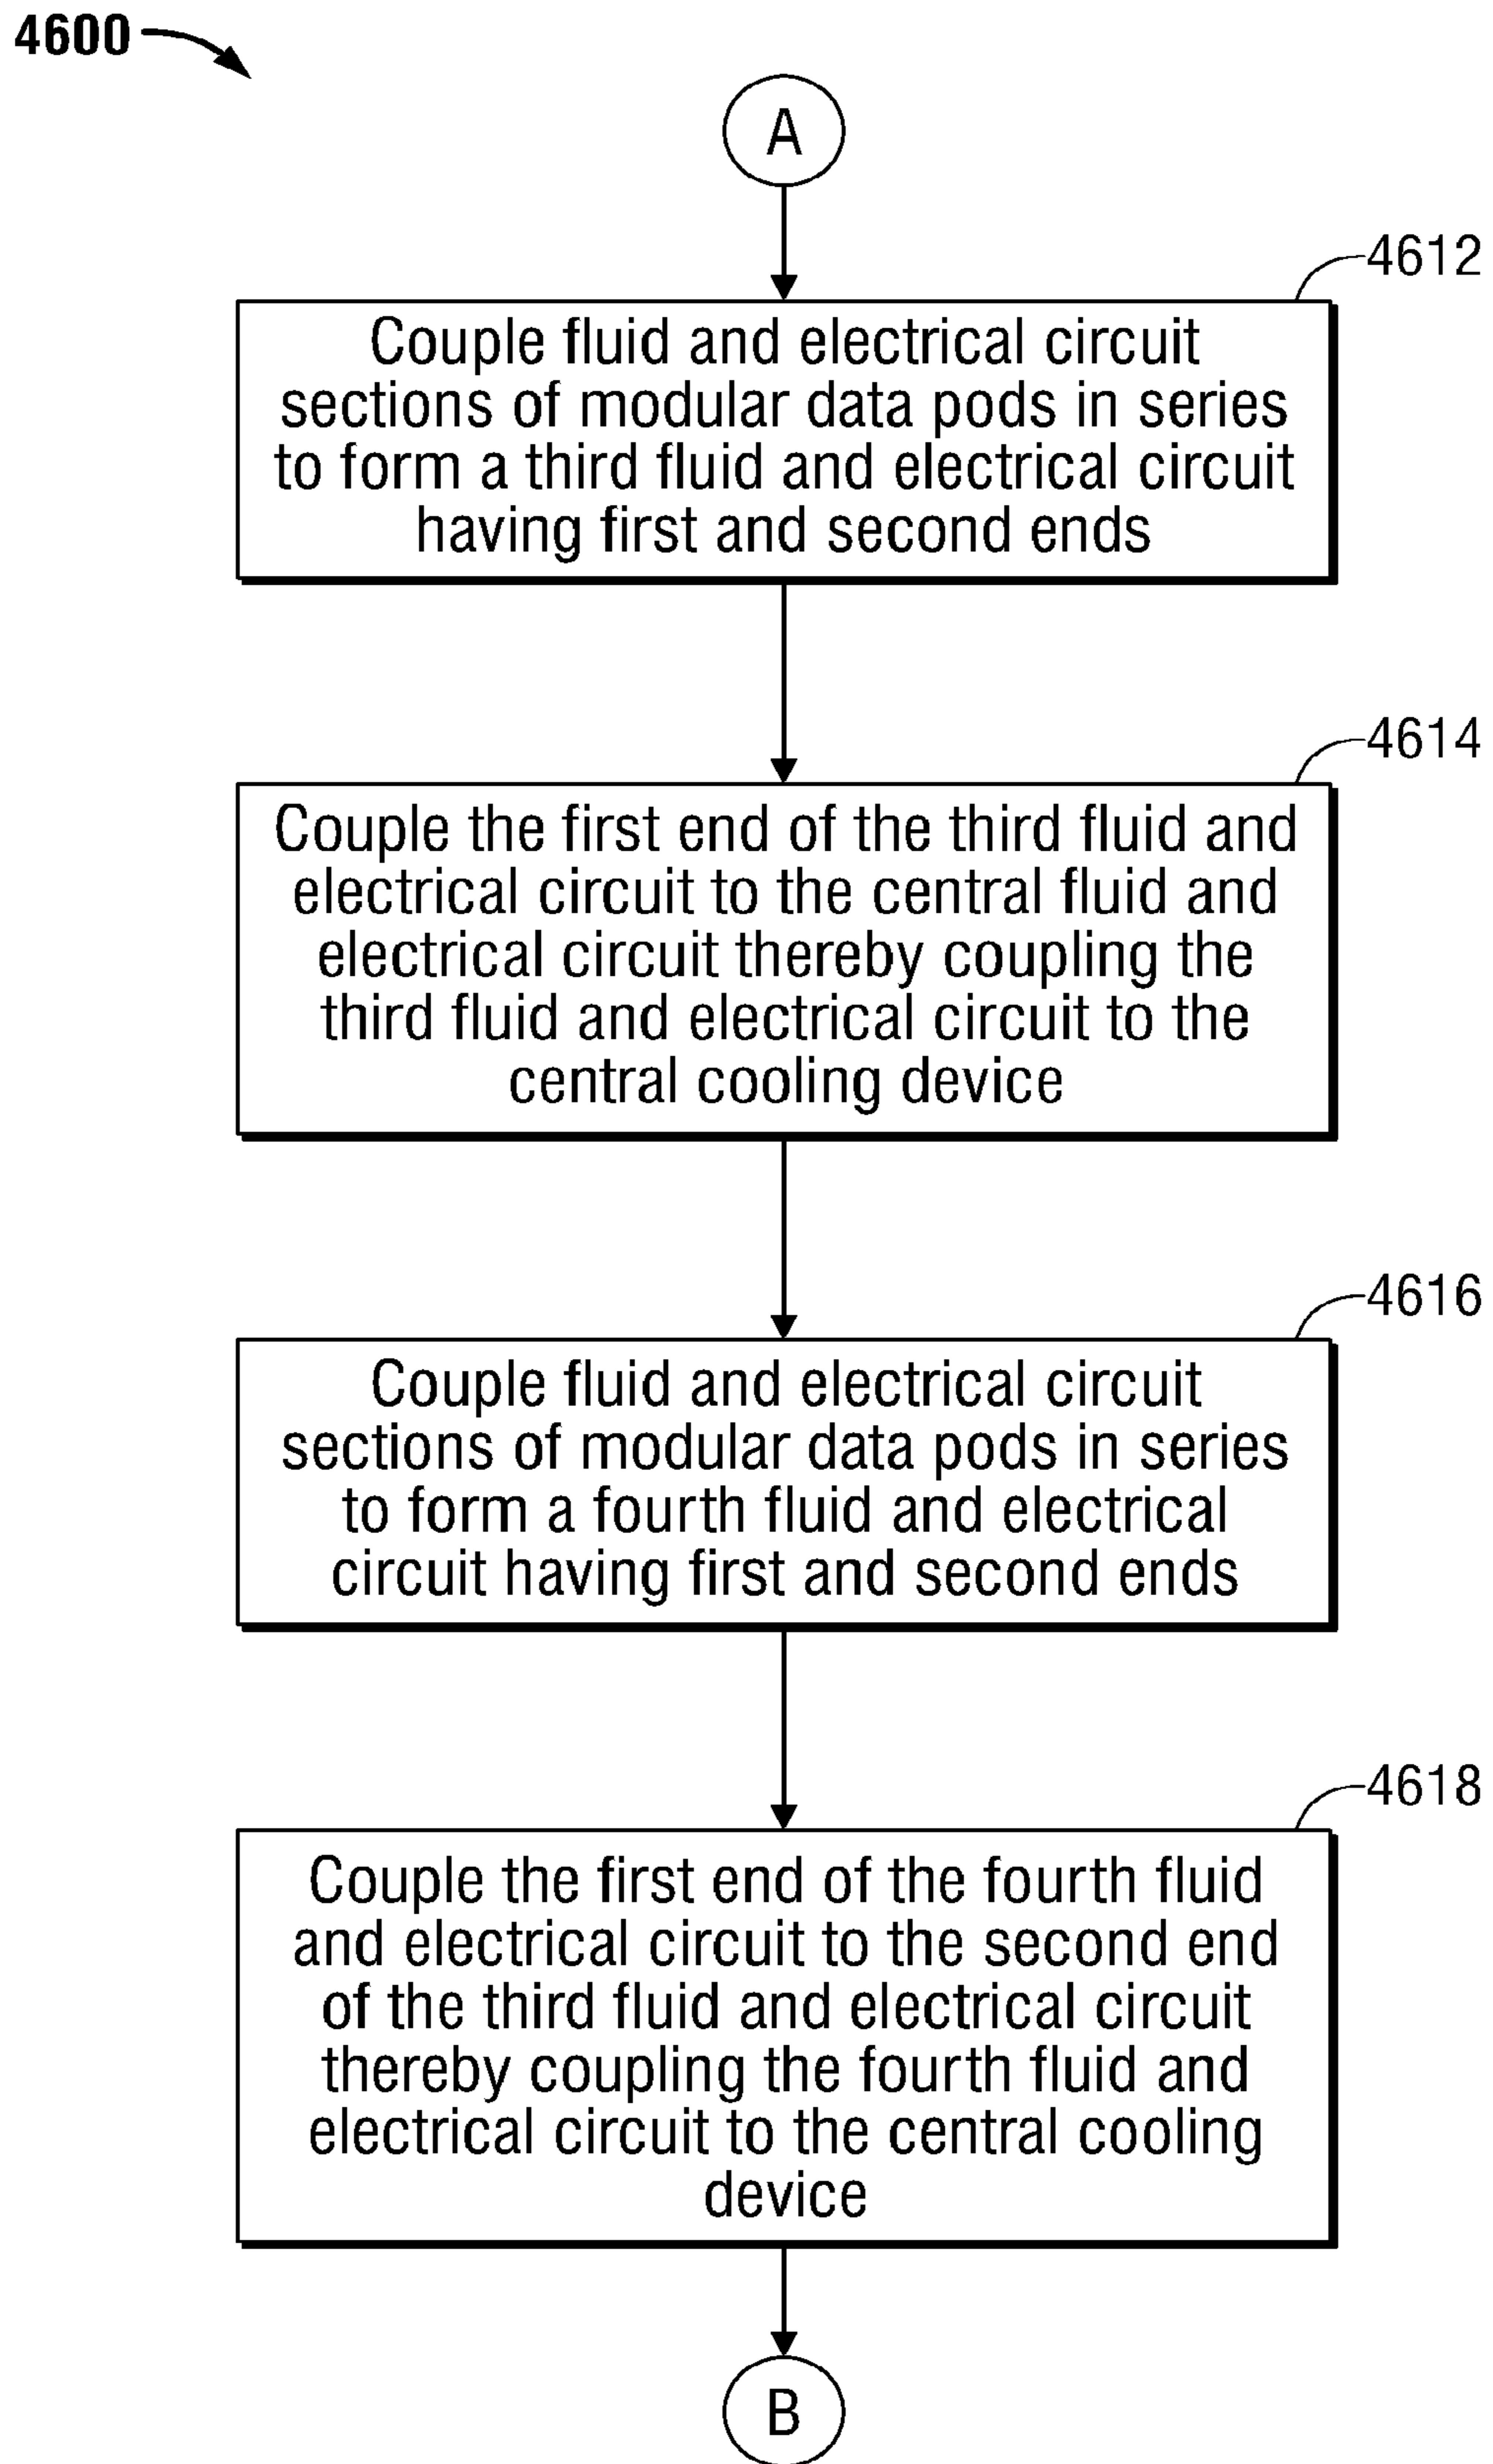 4600
A
4612
Couple fluid and electrical circuit
sections of modular data pods in series
to form a third fluid and electrical circuit
having first and second ends
4614
Couple the first end of the third fluid and
electrical circuit to the central fluid and
electrical circuit thereby coupling the
third fluid and electrical circuit to the
central cooling device
4616
Couple fluid and electrical circuit
sections of modular data pods in series
to form a fourth fluid and electrical
circuit having first and second ends
4618
Couple the first end of the fourth fluid
and electrical circuit to the second end
of the third fluid and electrical circuit
thereby coupling the fourth fluid and
electrical circuit to the central cooling
device
B